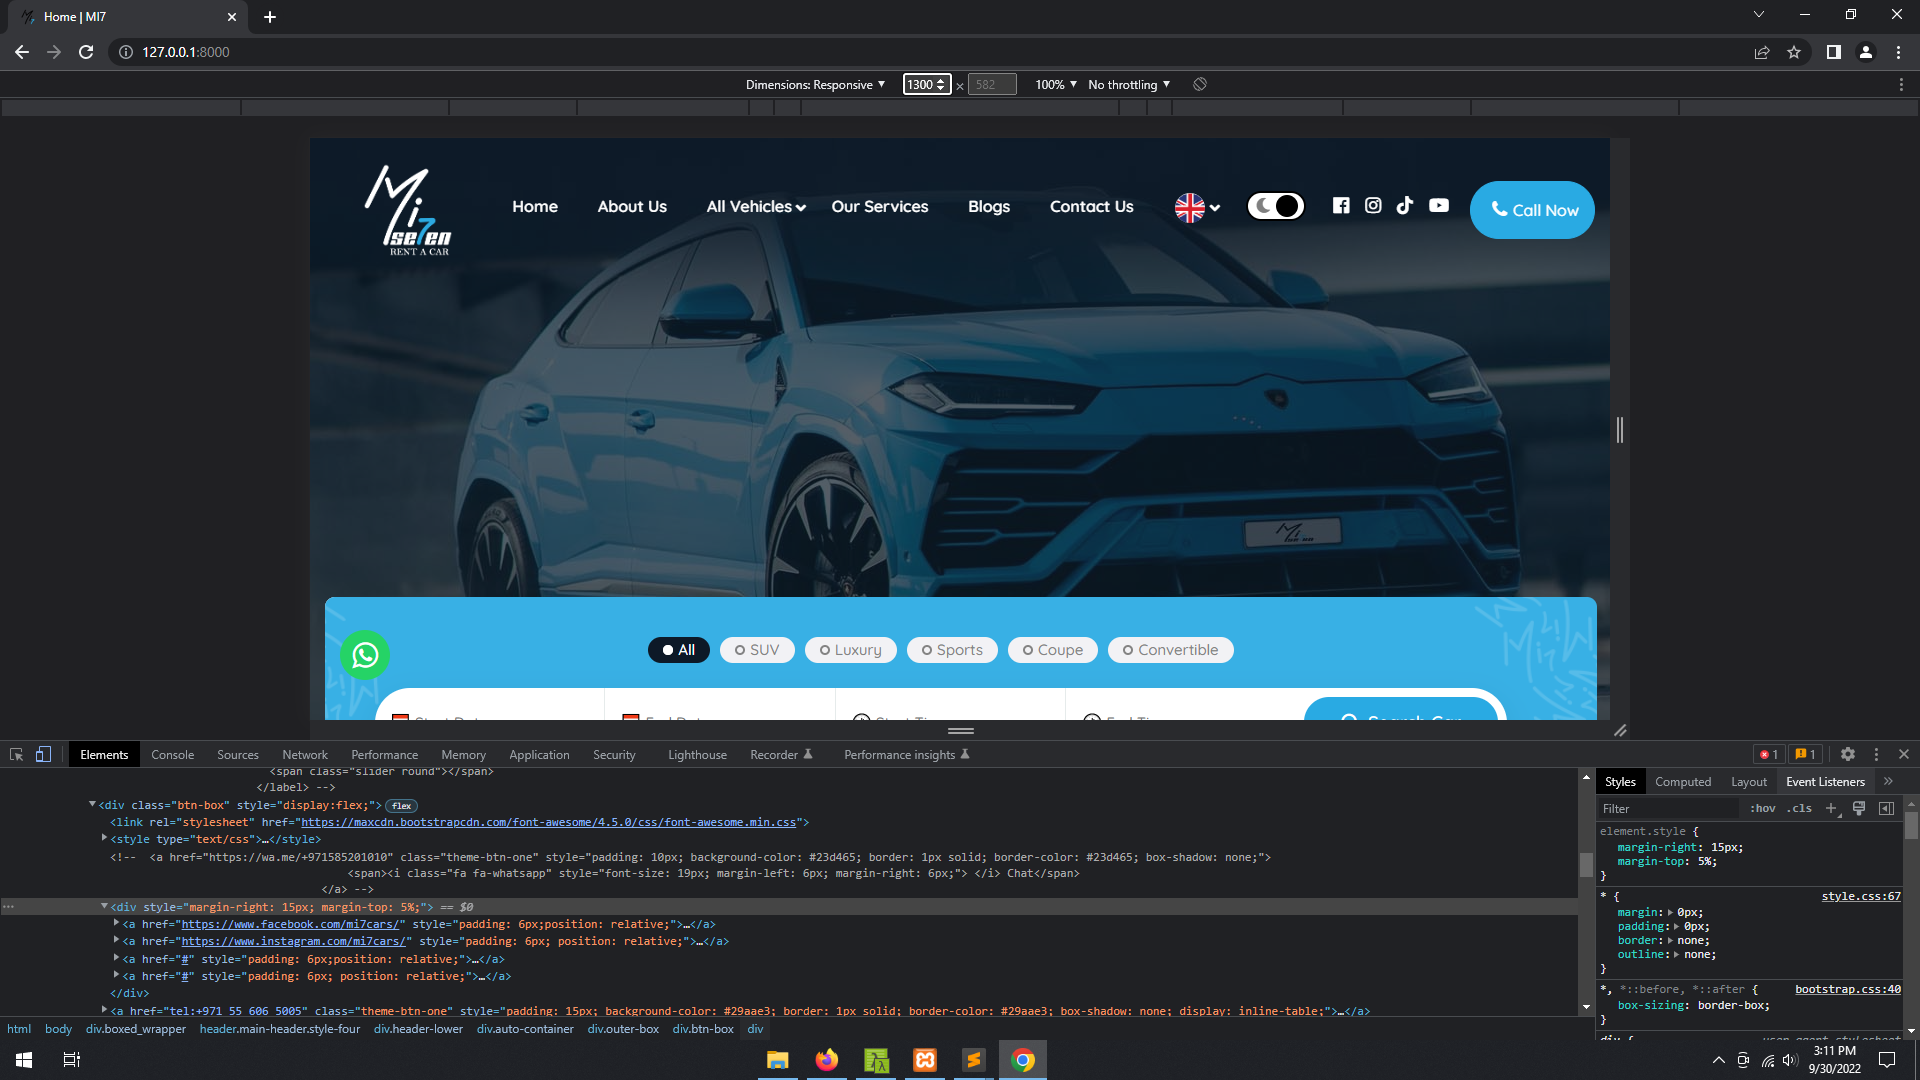 Home | MI7
127.0.0.1:8000
Dimensions: Responsive 1300 × 582 100% No throttling
Mi7
se7en
RENT A CAR
Home About Us All Vehicles Our Services Blogs Contact Us Call Now
All SUV Luxury Sports Coupe Convertible
Elements Console Sources Network Performance Memory Application Security Lighthouse Recorder Performance insights 1 1
<span class="slider round"></span>
</label> -->
<div class="btn-box" style="display:flex;"> flex
<link rel="stylesheet" href="https://maxcdn.bootstrapcdn.com/font-awesome/4.5.0/css/font-awesome.min.css">
<style type="text/css">…</style>
<!-- <a href="https://wa.me/+971585201010" class="theme-btn-one" style="padding: 10px; background-color: #23d465; border: 1px solid; border-color: #23d465; box-shadow: none;">
<span><i class="fa fa-whatsapp" style="font-size: 19px; margin-left: 6px; margin-right: 6px;"> </i> Chat</span>
</a> -->
<div style="margin-right: 15px; margin-top: 5%;"> == $0
<a href="https://www.facebook.com/mi7cars/" style="padding: 6px;position: relative;">…</a>
<a href="https://www.instagram.com/mi7cars/" style="padding: 6px; position: relative;">…</a>
<a href="#" style="padding: 6px;position: relative;">…</a>
<a href="#" style="padding: 6px; position: relative;">…</a>
</div>
<a href="tel:+971 55 606 5005" class="theme-btn-one" style="padding: 15px; background-color: #29aae3; border: 1px solid; border-color: #29aae3; box-shadow: none; display: inline-table;">…</a>
html body div.boxed_wrapper header.main-header.style-four div.header-lower div.auto-container div.outer-box div.btn-box div
Styles Computed Layout Event Listeners »
Filter :hov .cls +
element.style {
margin-right: 15px;
margin-top: 5%;
}
* { style.css:67
margin: 0px;
padding: 0px;
border: none;
outline: none;
}
*, *::before, *::after { bootstrap.css:40
box-sizing: border-box;
}
3:11 PM
9/30/2022